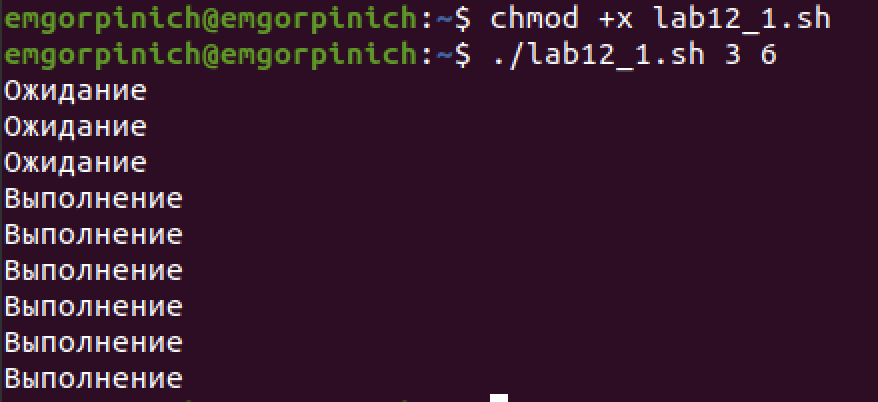 emgorpinich@emgorpinich:~$ chmod +x lab12_1.sh
emgorpinich@emgorpinich:~$ ./lab12_1.sh 3 6
Ожидание
Ожидание
Ожидание
Выполнение
Выполнение
Выполнение
Выполнение
Выполнение
Выполнение